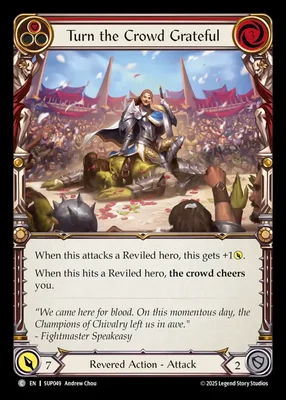 Turn the Crowd Grateful
When this attacks a Reviled hero, this gets +1.
When this hits a Reviled hero, the crowd cheers
you.
"We came here for blood. On this momentous day, the
Champions of Chivalry left us in awe."
- Fightmaster Speakeasy
7
Revered Action - Attack
2
C EN | SUP049 Andrew Chou
© 2025 Legend Story Studios